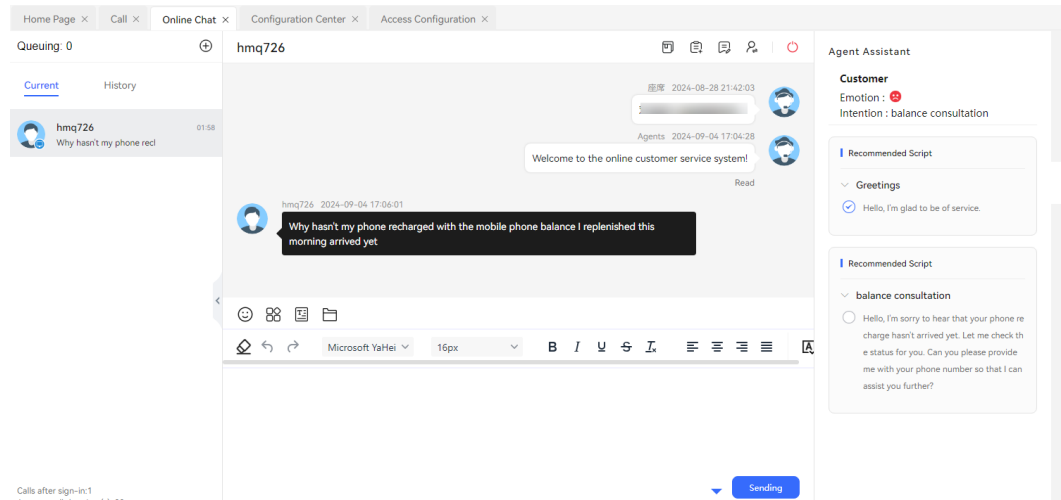 Home Page
Call
Online Chat
Configuration Center
Access Configuration
Queuing: 0
Current
History
hmq726
01:58
Why hasn't my phone recl
Calls after sign-in:1
hmq726
座席 2024-08-28 21:42:03
Agents 2024-09-04 17:04:28
Welcome to the online customer service system!
Read
hmq726 2024-09-04 17:06:01
Why hasn't my phone recharged with the mobile phone balance I replenished this
morning arrived yet
Microsoft YaHei
16px
B I U S Tx
A
Sending
Agent Assistant
Customer
Emotion :
Intention : balance consultation
Recommended Script
Greetings
Hello, I'm glad to be of service.
Recommended Script
balance consultation
Hello, I'm sorry to hear that your phone re
charge hasn't arrived yet. Let me check th
e status for you. Can you please provide
me with your phone number so that I can
assist you further?